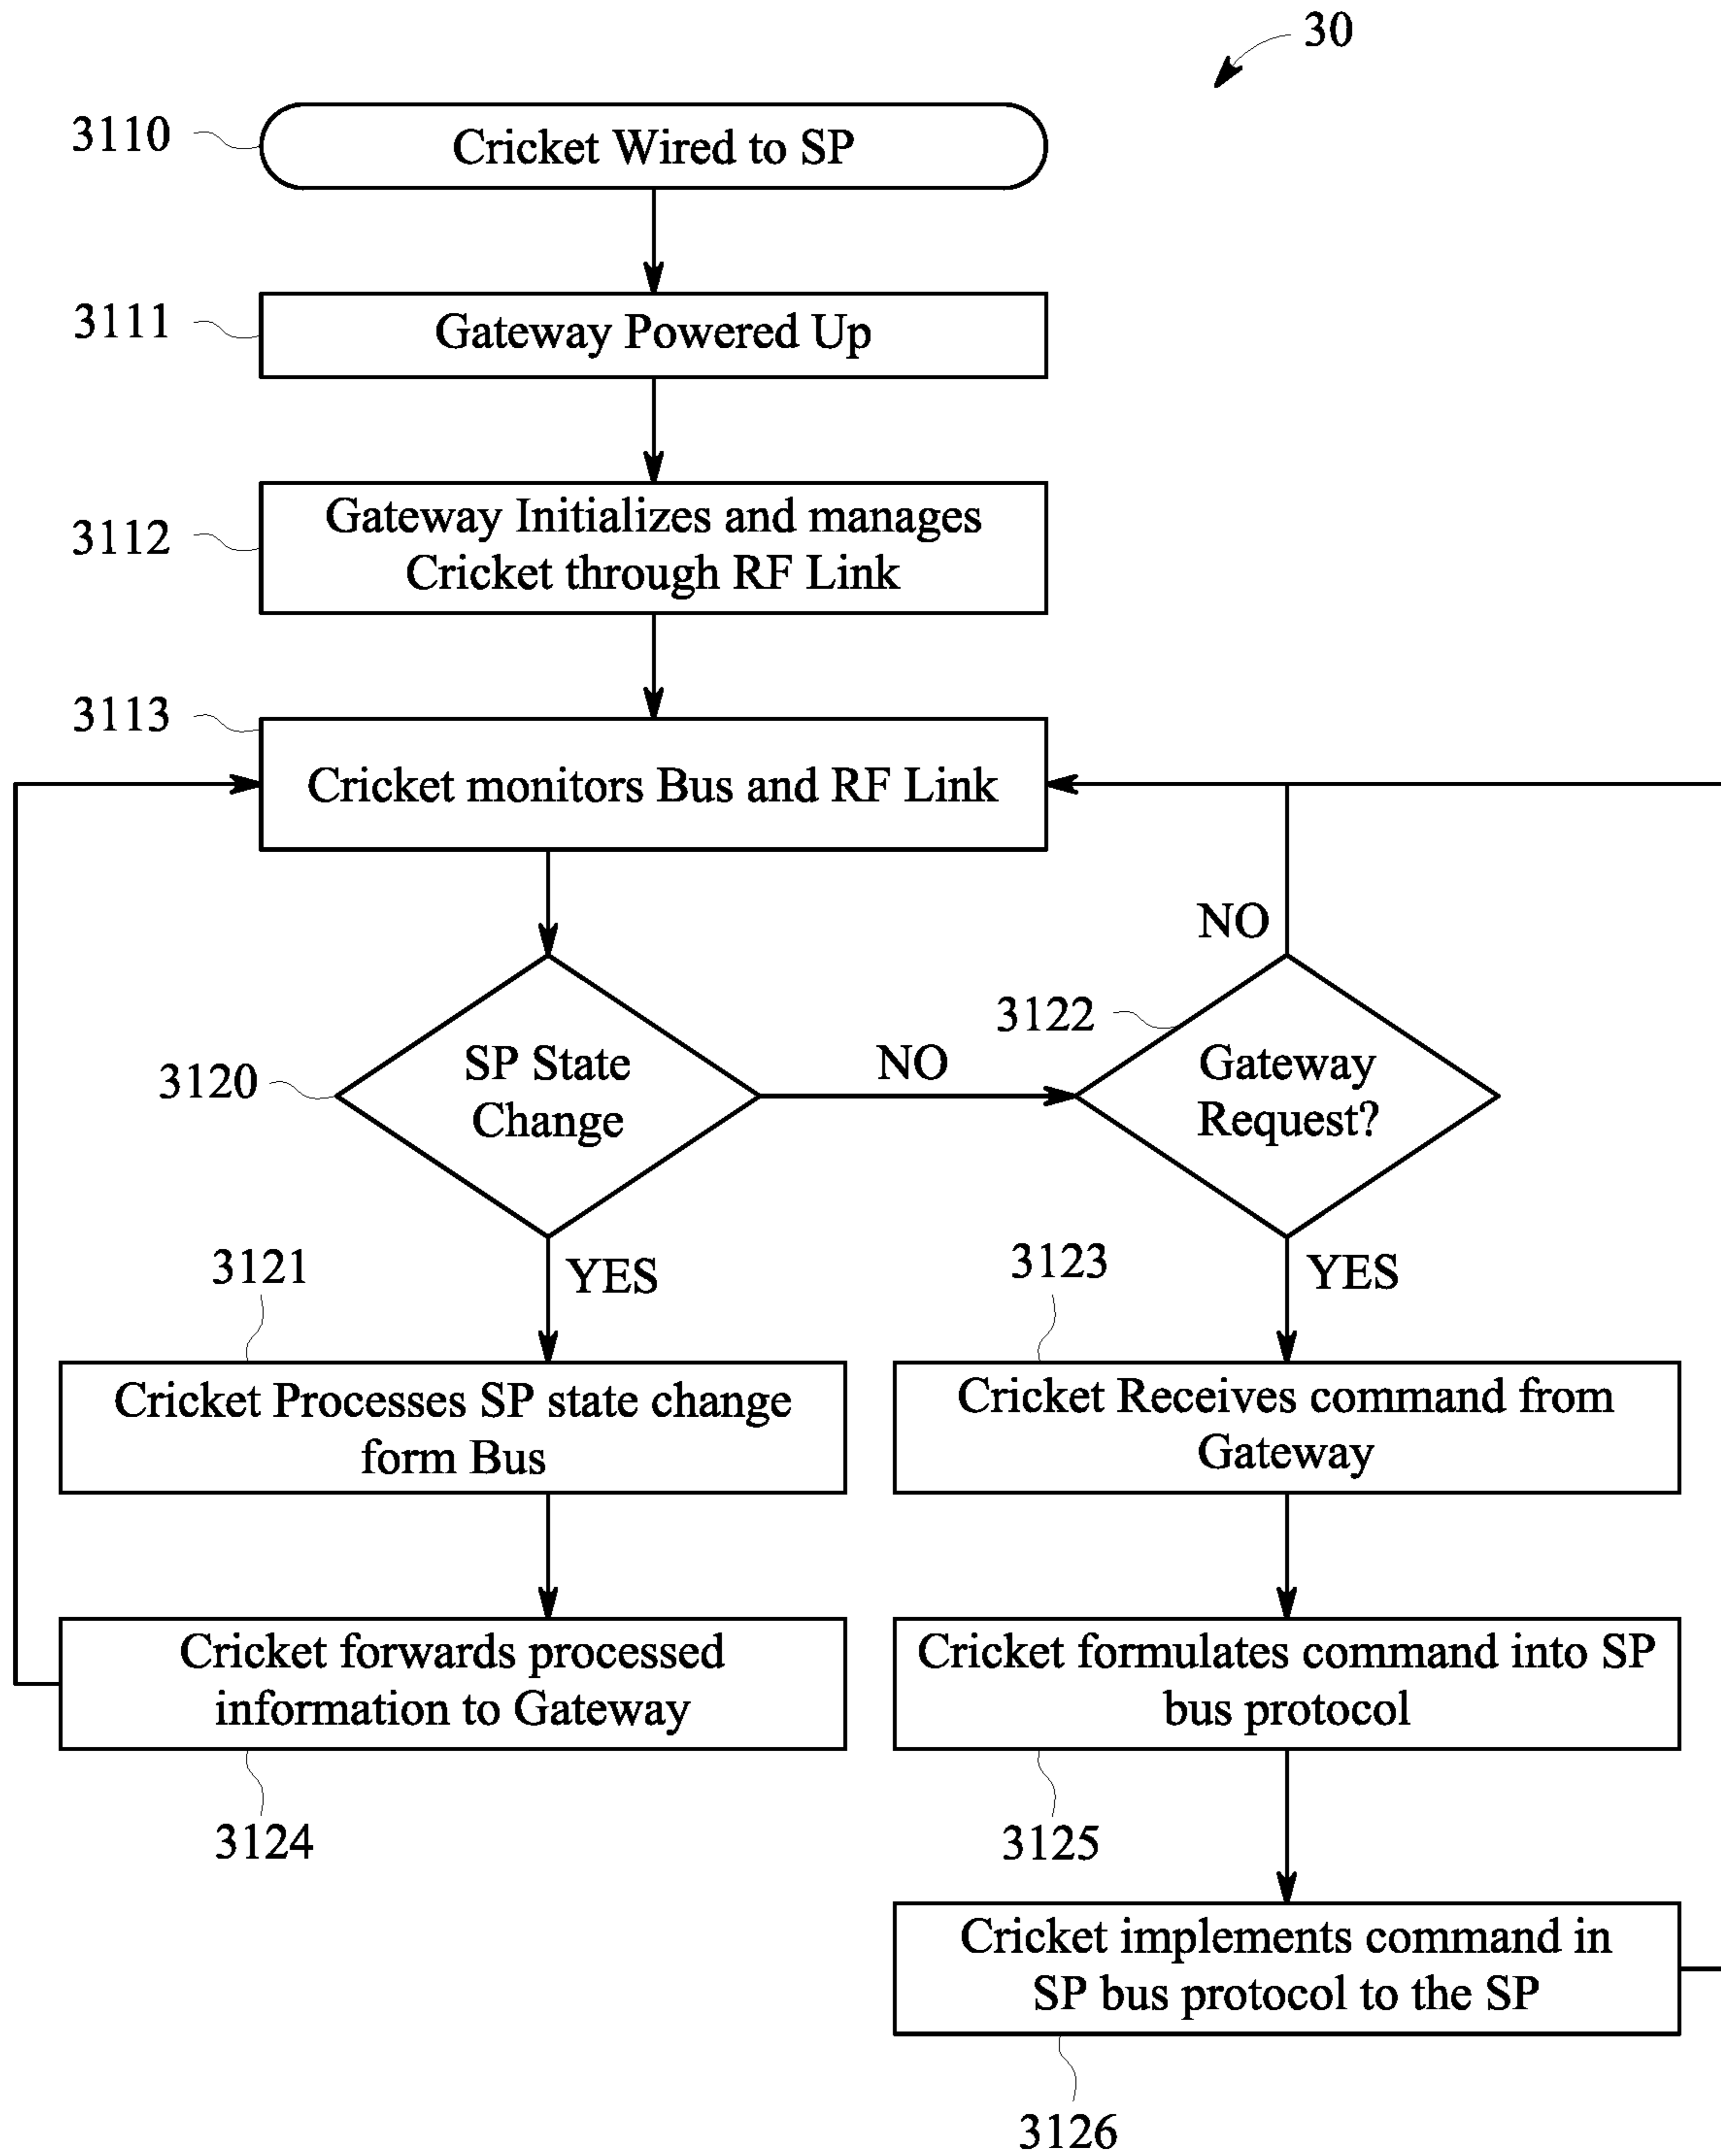 30
3110
Cricket Wired to SP
3111
Gateway Powered Up
3112
Gateway Initializes and manages
Cricket through RF Link
3113
Cricket monitors Bus and RF Link
NO
3122
3120
SP State
Change
NO
Gateway
Request?
3121
YES
3123
YES
Cricket Processes SP state change
form Bus
Cricket Receives command from
Gateway
Cricket forwards processed
information to Gateway
Cricket formulates command into SP
bus protocol
3124
3125
Cricket implements command in
SP bus protocol to the SP
3126